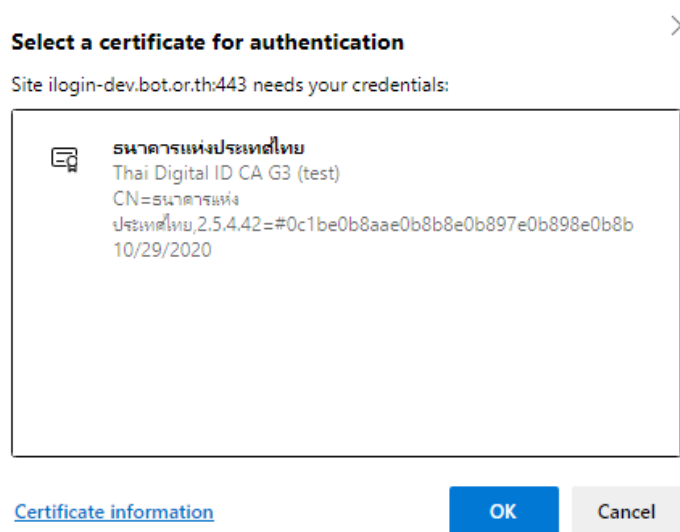 Select a certificate for authentication
Site ilogin-dev.bot.or.th:443 needs your credentials:
ธนาคารแห่งประเทศไทย
Thai Digital ID CA G3 (test)
CN=ธนาคารแห่ง
ประเทศไทย,2.5.4.42=#0c1be0b8aae0b8b8e0b897e0b898e0b8b
10/29/2020
Certificate information
OK
Cancel